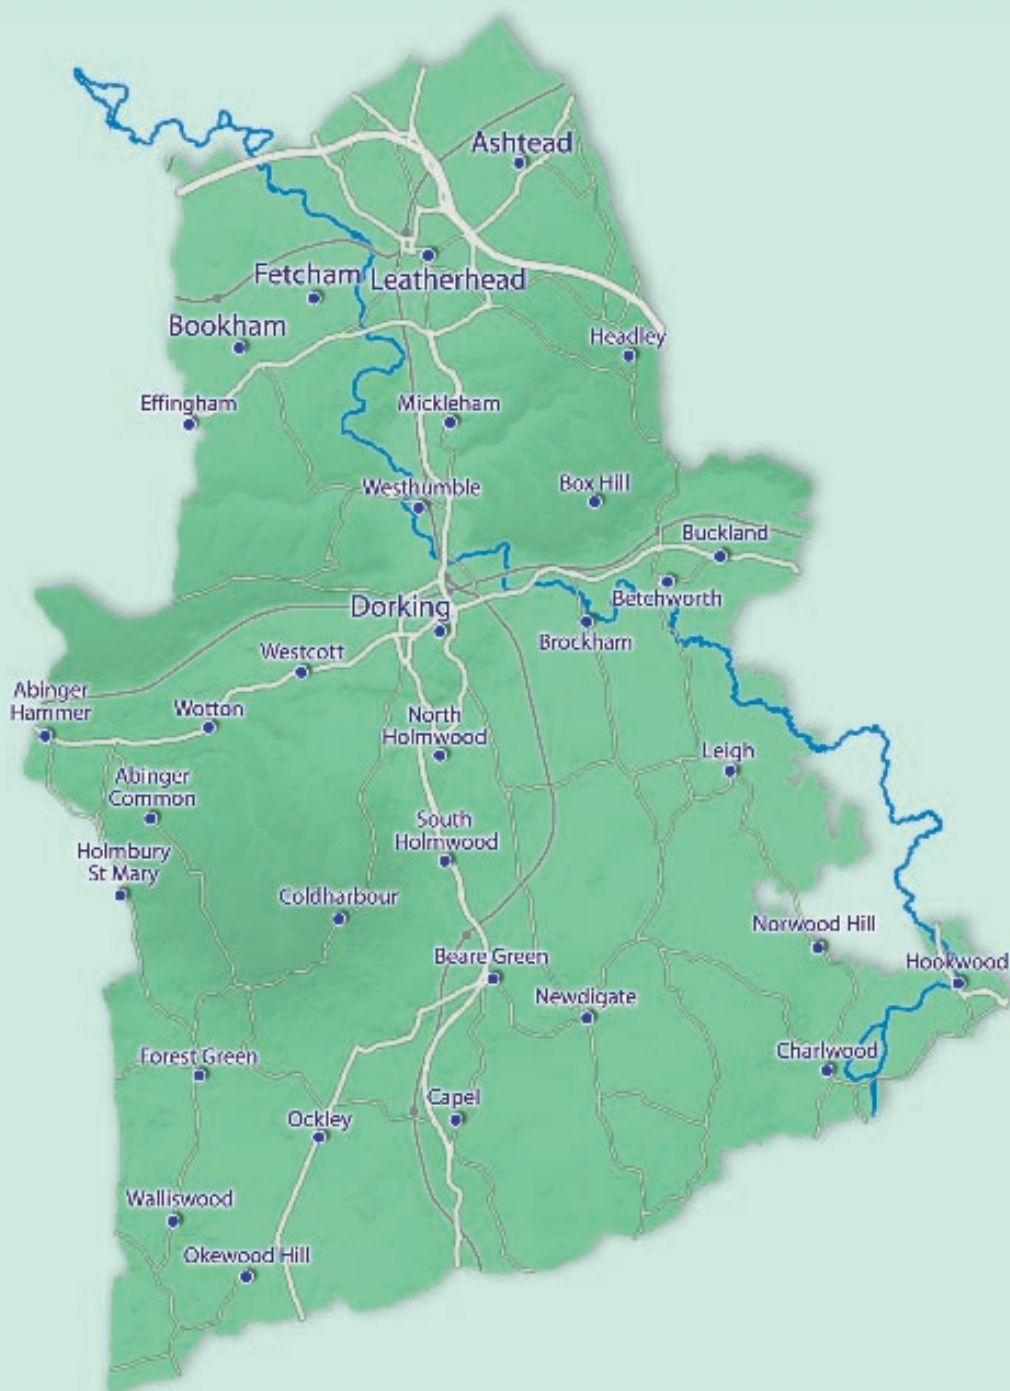 Ashtead
Fetcham
Leatherhead
Bookham
Headley
Effingham
Mickleham
Westhumble
Box Hill
Buckland
Betchworth
Dorking
Brockham
Westcott
Abinger
Hammer
Wotton
North
Holmwood
Leigh
Abinger
Common
South
Holmwood
Holmbury
St Mary
Coldharbour
Norwood Hill
Beare Green
Hookwood
Newdigate
Forest Green
Charlwood
Capel
Ockley
Walliswood
Okewood Hill